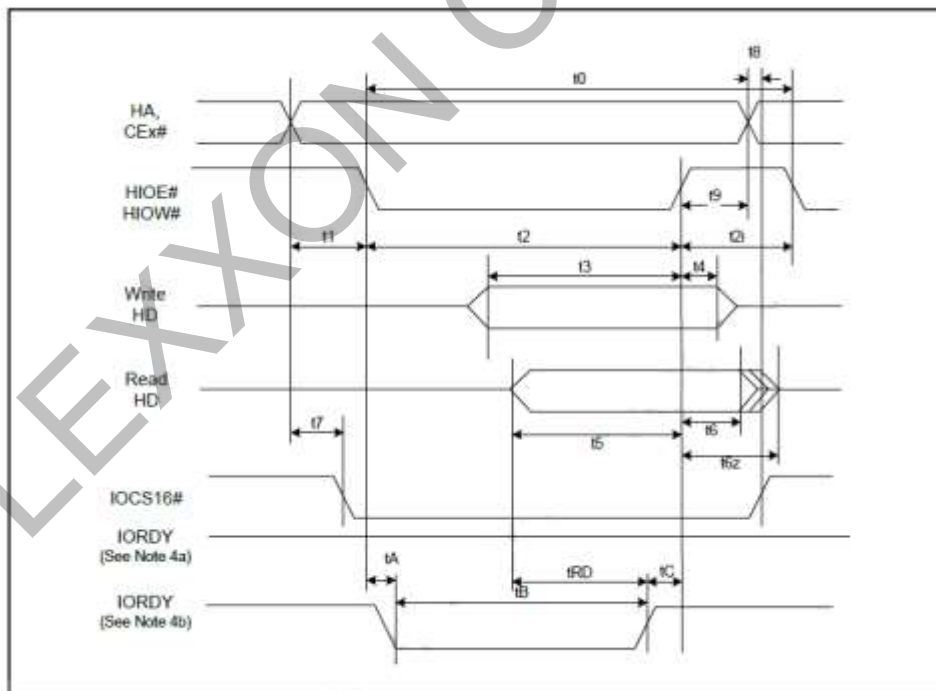 t8
t0
HA,
CEx#
HIOE#
HIOW#
t9
t1
t2
t2i
t3
t4
Write
HD
Read
HD
t7
t6
t5
t6z
IOCS16#
IORDY
(See Note 4a)
tA
tRD
tC
tB
IORDY
(See Note 4b)
LEXXON